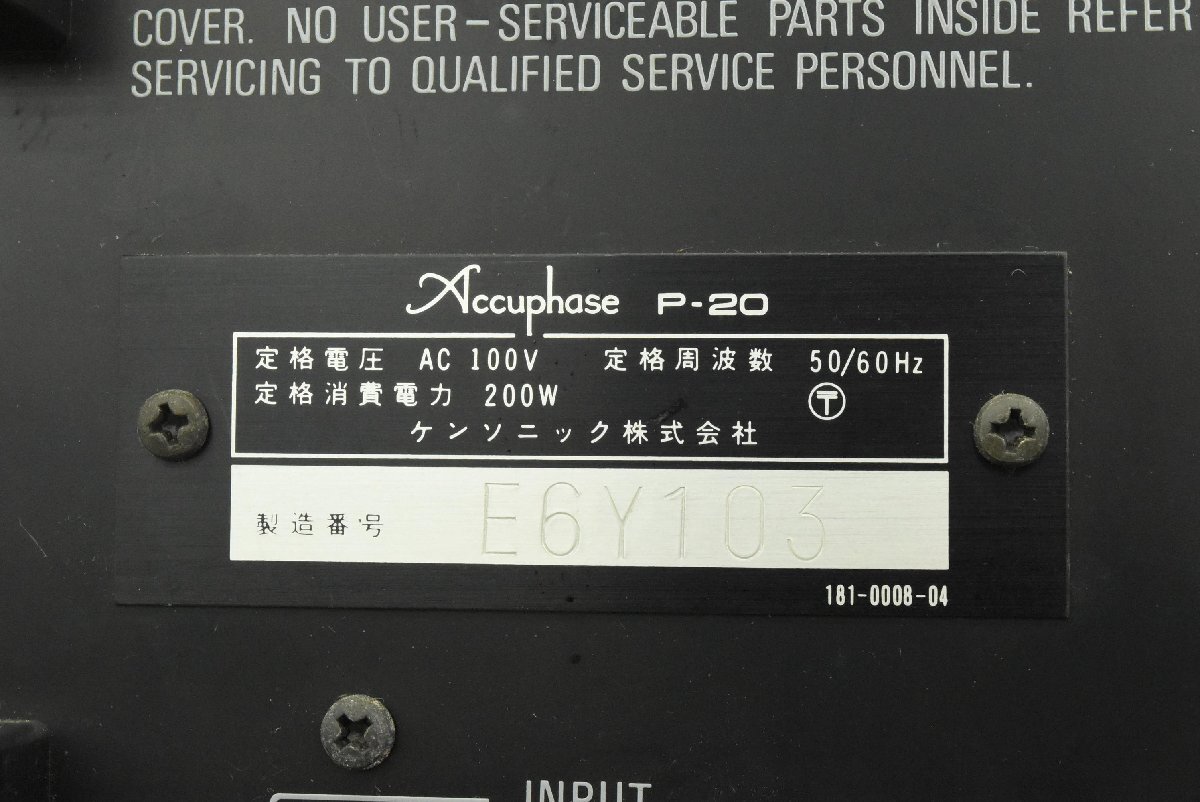 COVER. NO USER-SERVICEABLE PARTS INSIDE REFER
SERVICING TO QUALIFIED SERVICE PERSONNEL.
Accuphase P-20
定格電圧 AC 100V 定格周波数 50/60Hz
定格消費電力 200W 〒
ケンソニック株式会社
製造番号 E6Y103
181-0008-04
INPUT